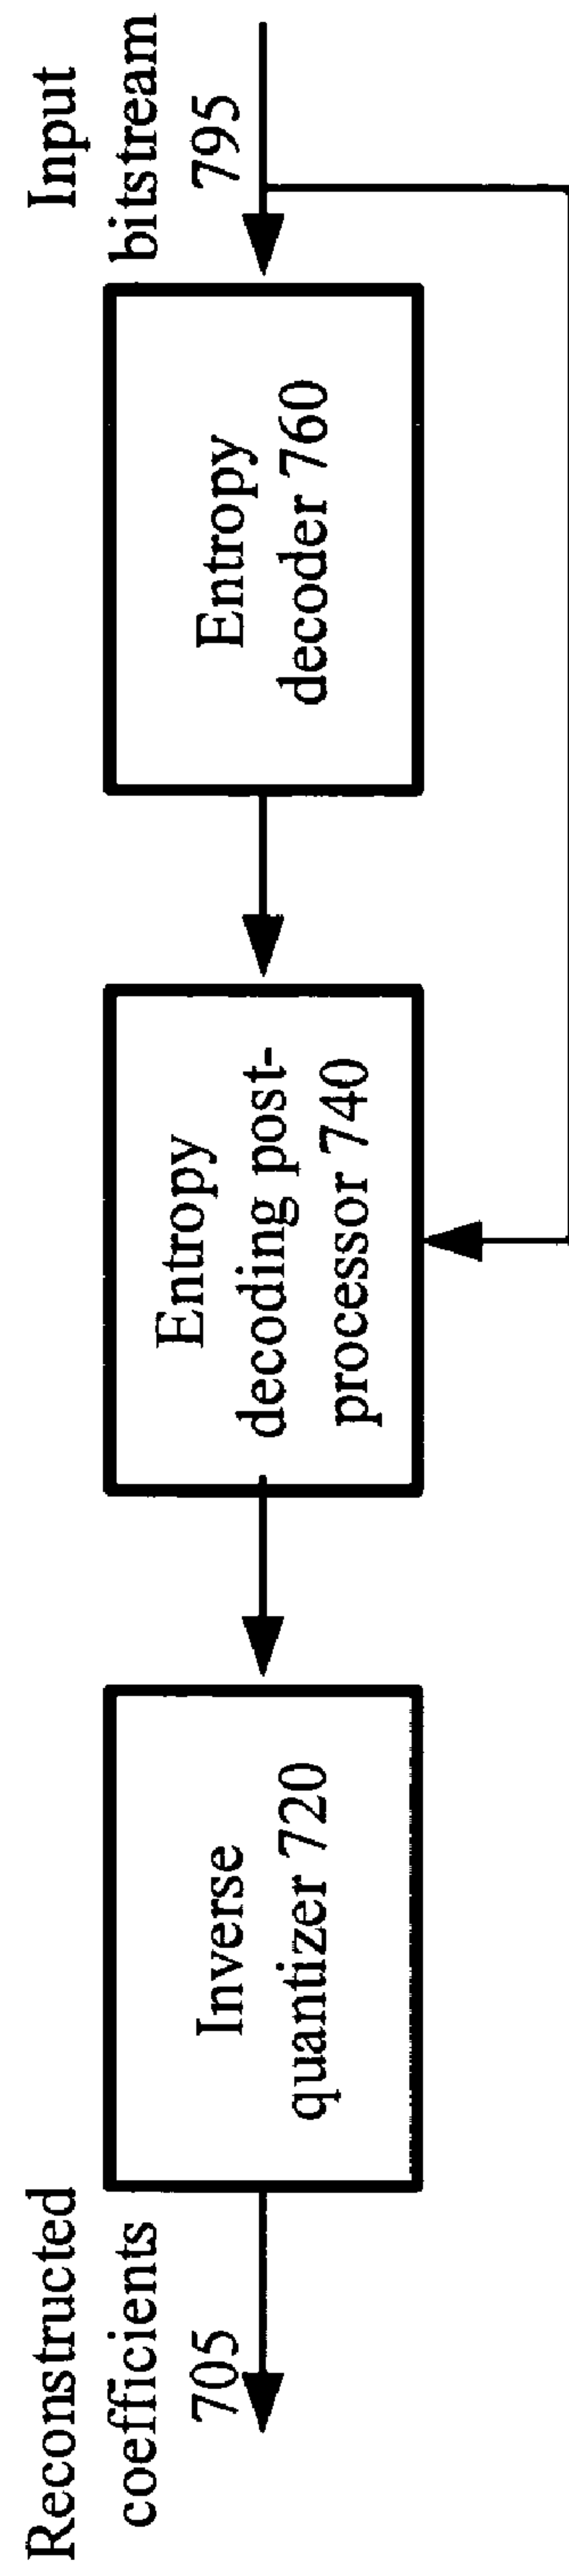 Reconstructed
coefficients
705
Inverse
quantizer 720
Entropy
decoding post-
processor 740
Entropy
decoder 760
Input
bitstream
795